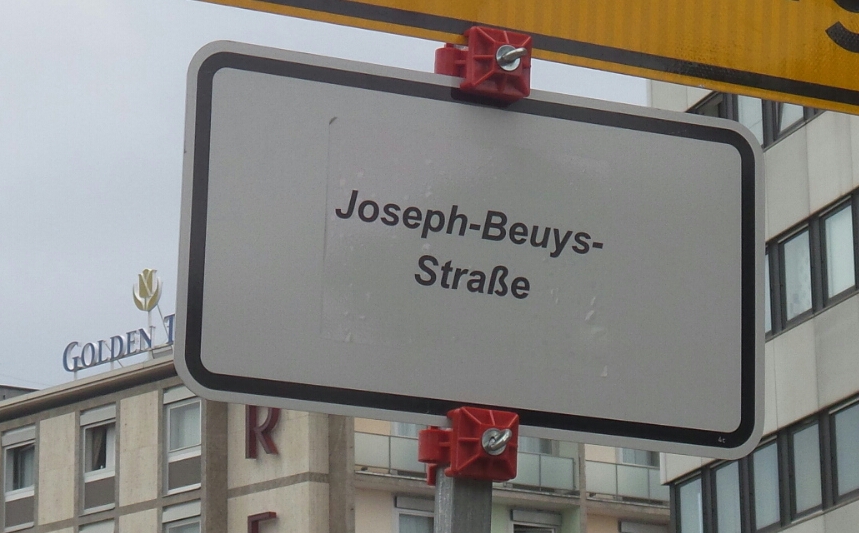 Joseph-Beuys-
Straße
GOLDEN T
R
E